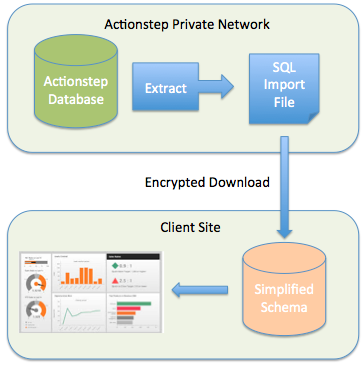 Actionstep Private Network
Actionstep
Database
Extract
SQL
Import
File
Encrypted Download
Client Site
Simplified
Schema